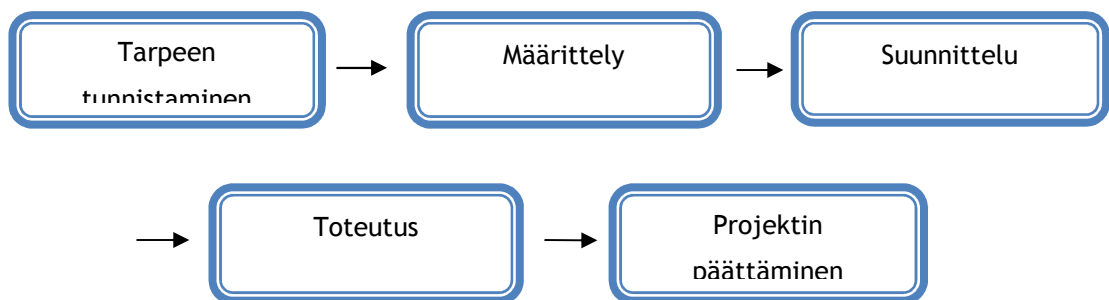 Tarpeen
tunnistaminen
Määrittely
Suunnittelu
Toteutus
Projektin
päättäminen